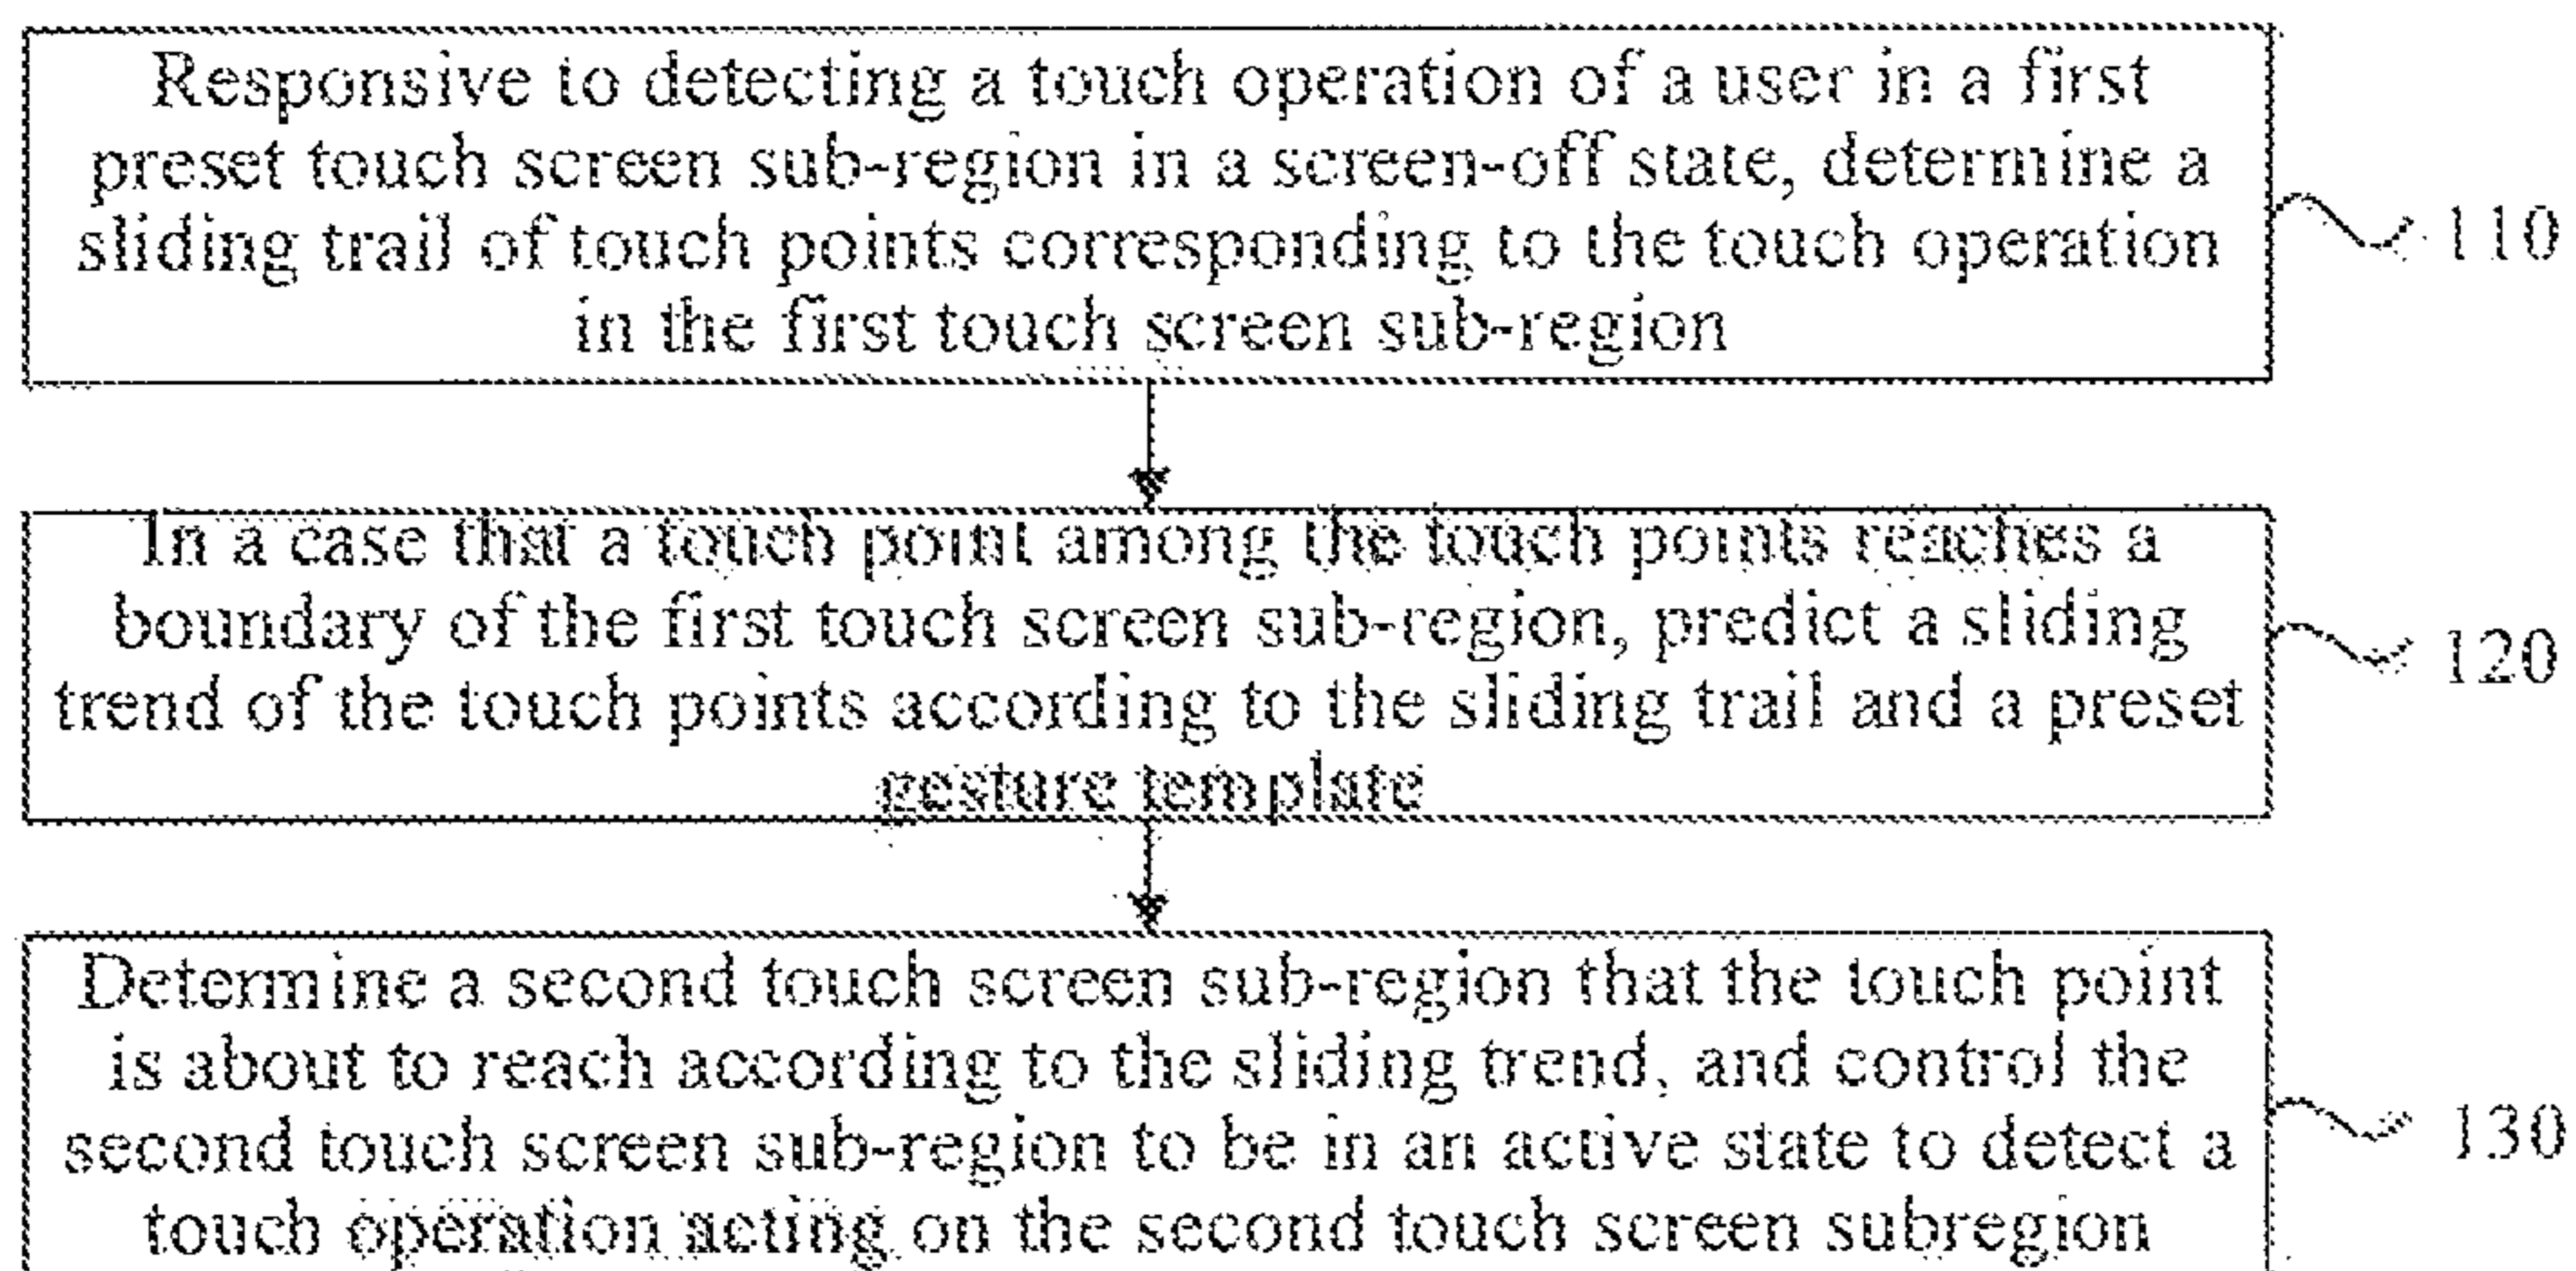 Responsive to detecting a touch operation of a user in a first
preset touch screen sub-region in a screen-off state, determine a
sliding trail of touch points corresponding to the touch operation
in the first touch screen sub-region
110
In a case that a touch point among the touch points reaches a
boundary of the first touch screen sub-region, predict a sliding
trend of the touch points according to the sliding trail and a preset
gesture template
120
Determine a second touch screen sub-region that the touch point
is about to reach according to the sliding trend, and control the
second touch screen sub-region to be in an active state to detect a
touch operation acting on the second touch screen subregion
130